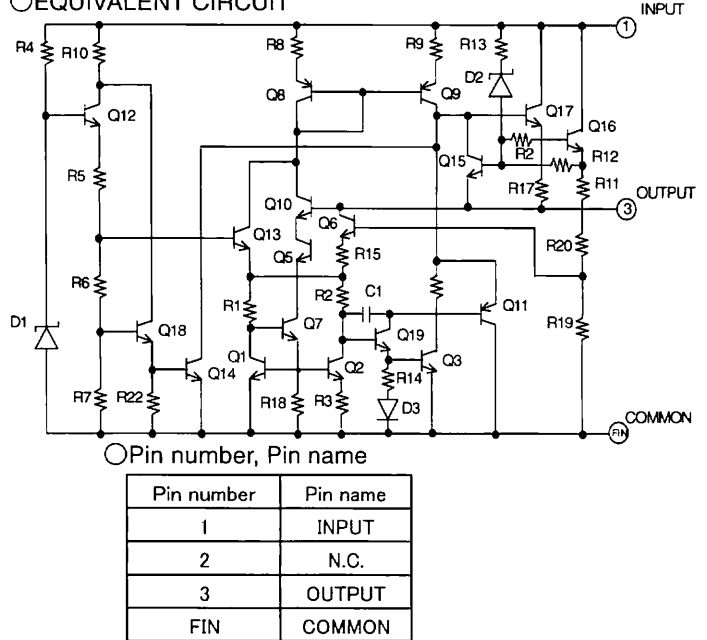 ○EQUIVALENT CIRCUIT
INPUT
R4
R10
R8
R9
R13
1
D2
Q8
Q9
Q17
Q12
Q16
R2
Q15
R12
R5
R17
R11
OUTPUT
3
Q10
Q6
Q13
R20
Q5
R15
R6
R2
C1
R1
Q11
R19
D1
Q18
Q7
Q19
Q1
Q2
Q3
Q14
R14
R7
R22
R18
R3
D3
COMMON
FIN
○Pin number, Pin name
Pin number Pin name
1 INPUT
2 N.C.
3 OUTPUT
FIN COMMON